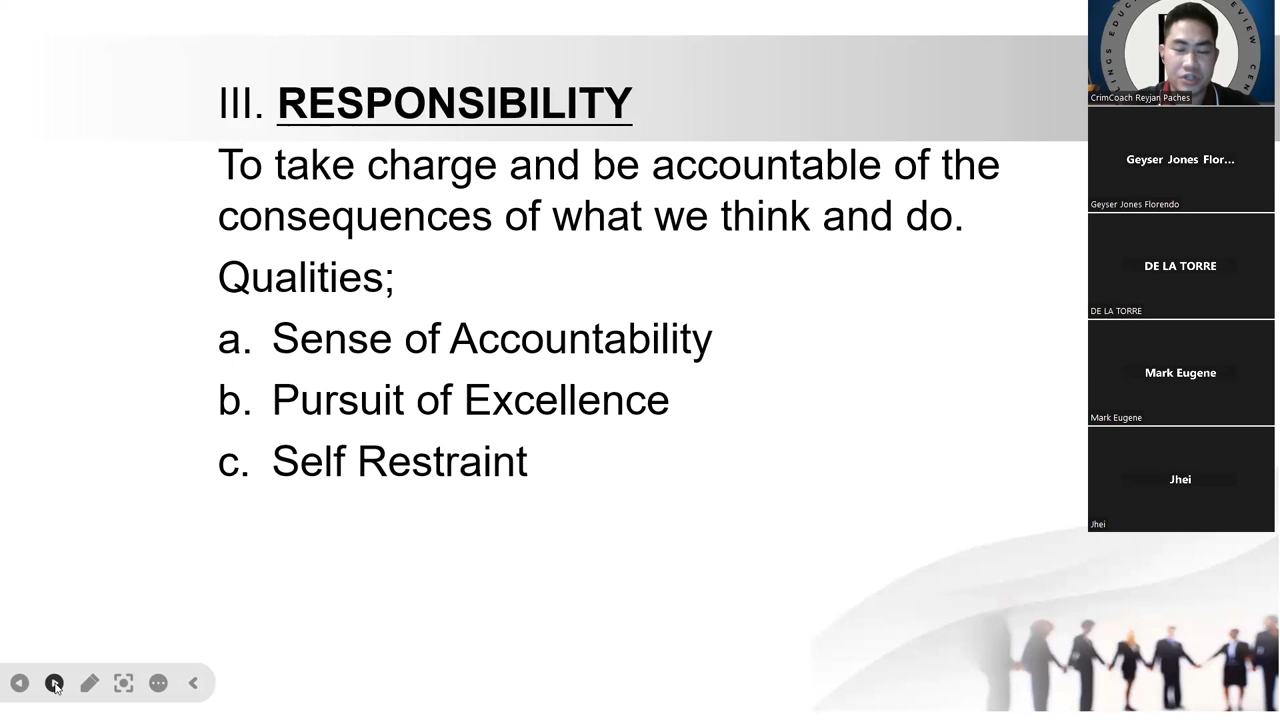 III. RESPONSIBILITY
To take charge and be accountable of the
consequences of what we think and do.
Qualities;
a. Sense of Accountability
b. Pursuit of Excellence
c. Self Restraint
CrimCoach Reyjan Paches
Geyser Jones Flor...
Geyser Jones Florendo
DE LA TORRE
DE LA TORRE
Mark Eugene
Mark Eugene
Jhei
Jhei